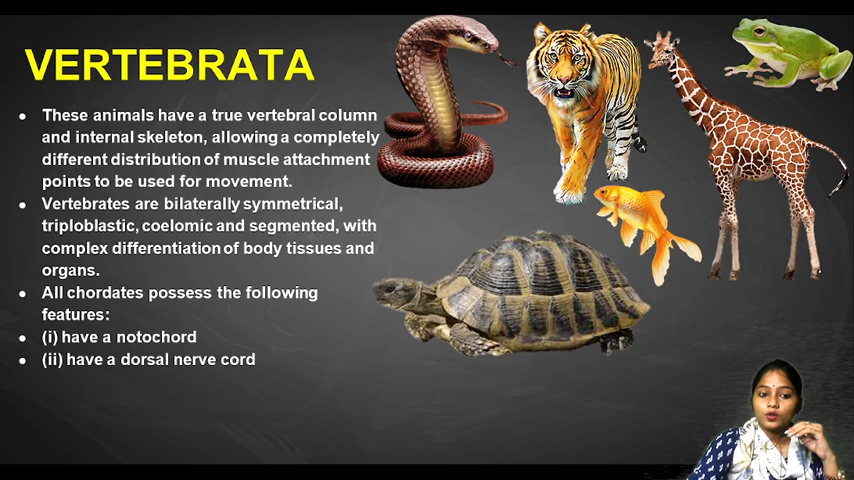 VERTEBRATA
• These animals have a true vertebral column
and internal skeleton, allowing a completely
different distribution of muscle attachment
points to be used for movement.
• Vertebrates are bilaterally symmetrical,
triploblastic, coelomic and segmented, with
complex differentiation of body tissues and
organs.
• All chordates possess the following
features:
• (i) have a notochord
• (ii) have a dorsal nerve cord